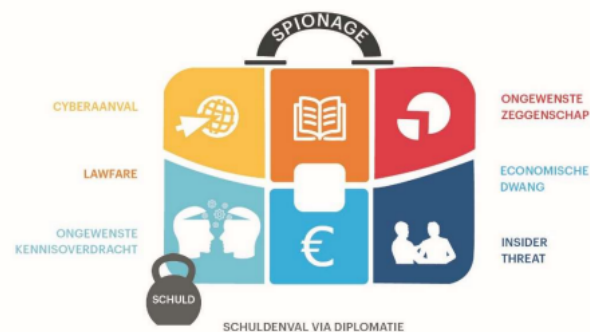 SPIONAGE
CYBERAANVAL
LAWFARE
ONGEWENSTE
KENNISOVERDRACHT
ONGEWENSTE
ZEGGENSCHAP
ECONOMISCHE
DWANG
INSIDER
THREAT
€
SCHULD
SCHULDENVAL VIA DIPLOMATIE